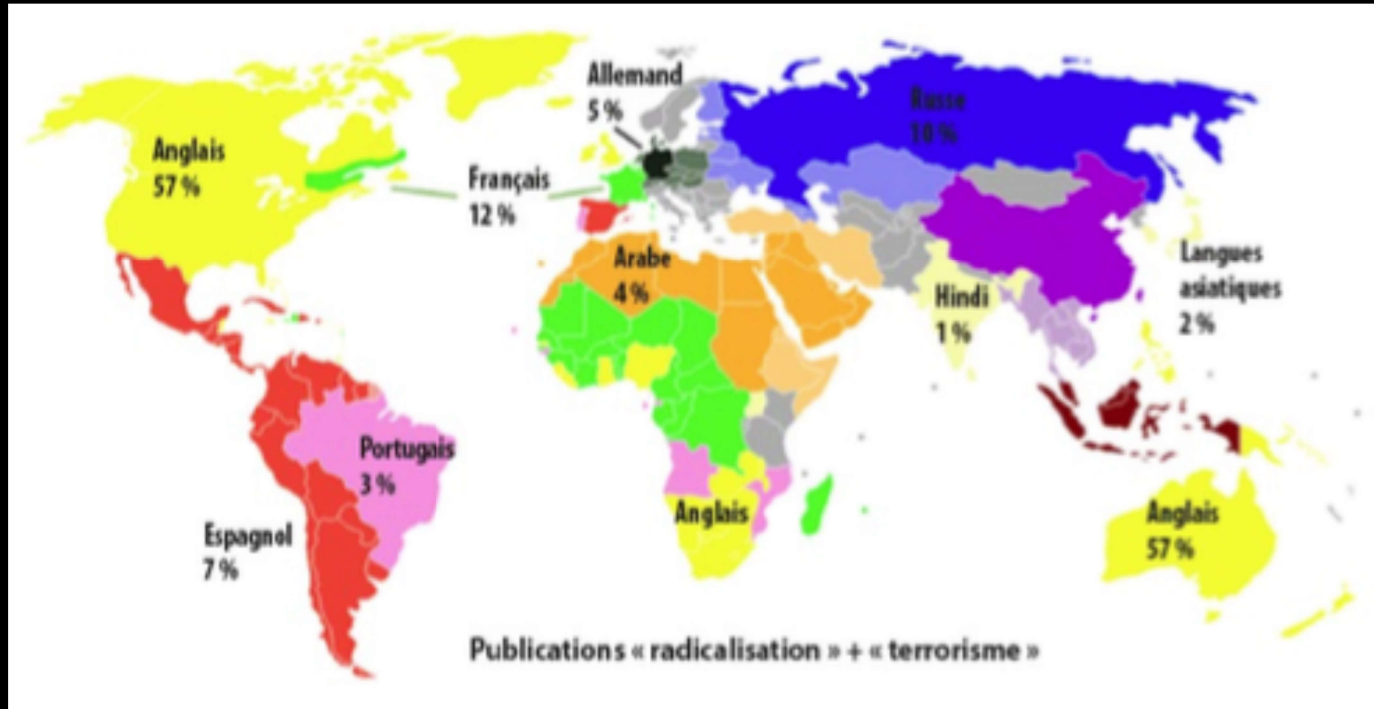 Allemand
5 %
Russe
10 %
Anglais
57 %
Français
12 %
Arabe
4 %
Langues
asiatiques
2 %
Hindi
1 %
Portugais
3 %
Anglais
Anglais
57 %
Espagnol
7 %
Publications « radicalisation » + « terrorisme »